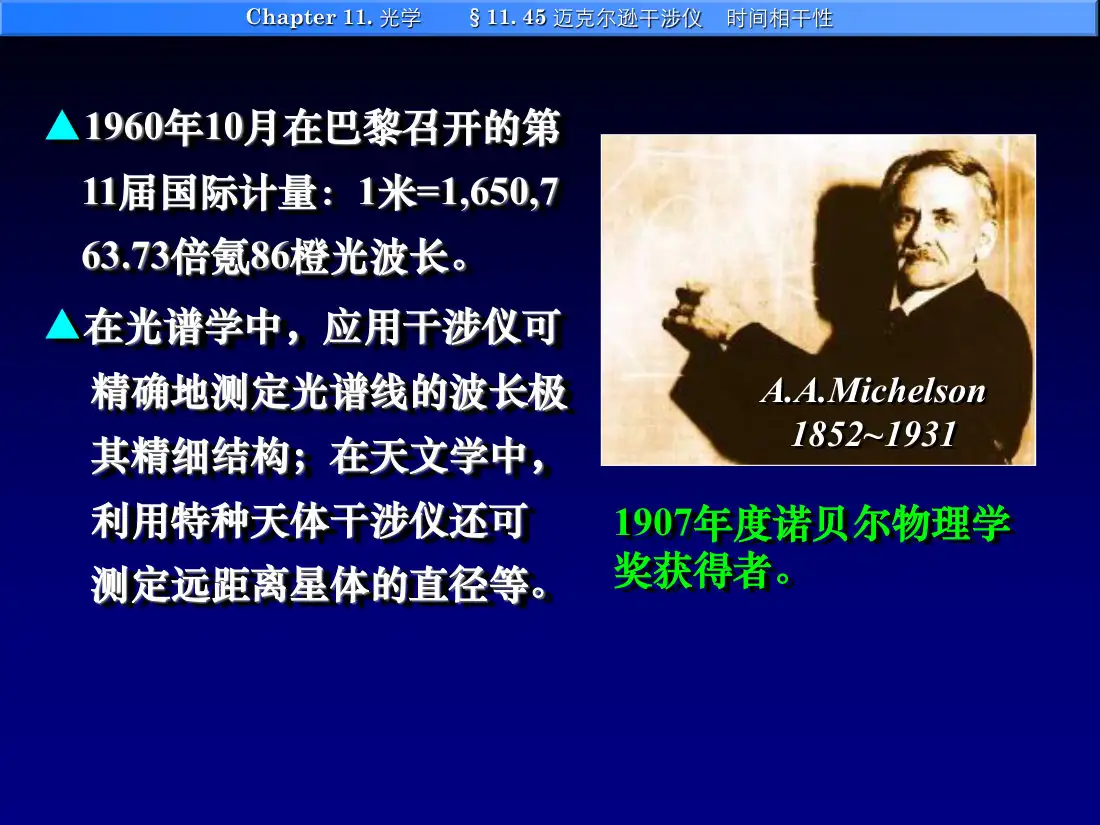 Chapter 11. 光学 §11. 45 迈克尔逊干涉仪 时间相干性
▲1960年10月在巴黎召开的第
11届国际计量：1米=1,650,7
63.73倍氪86橙光波长。
▲在光谱学中，应用干涉仪可
精确地测定光谱线的波长极
其精细结构；在天文学中，
利用特种天体干涉仪还可
测定远距离星体的直径等。
A.A.Michelson
1852~1931
1907年度诺贝尔物理学
奖获得者。